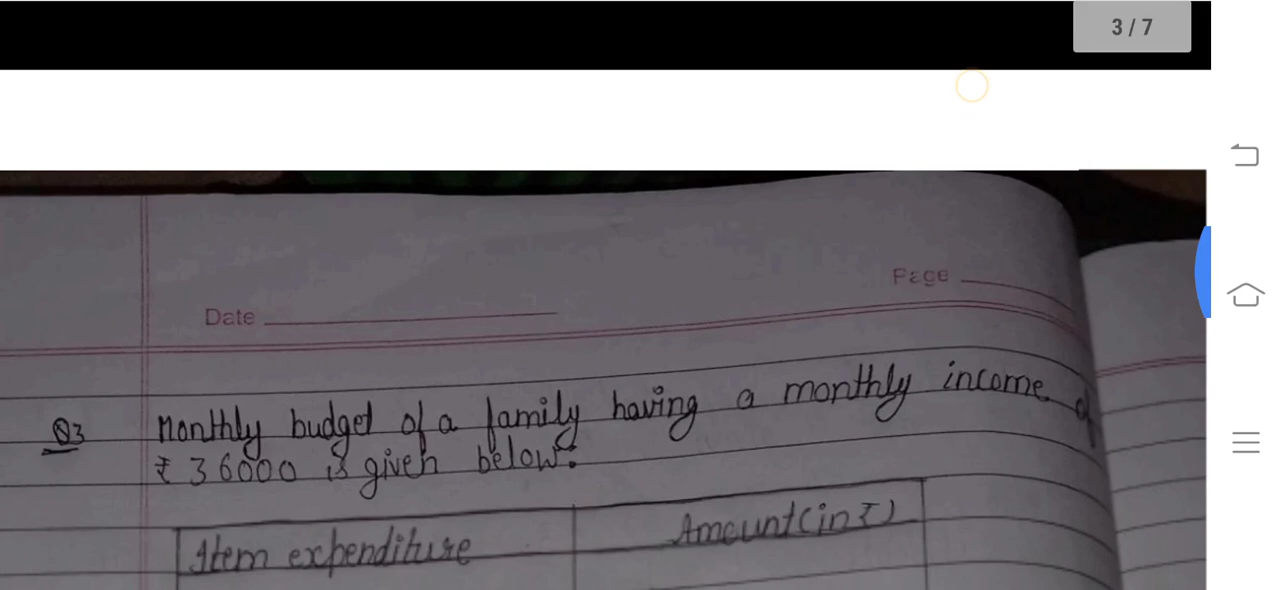 3 / 7
Page
Date
Q3 Monthly budget of a family having a monthly income of
₹ 36000 is given below:
Item expenditure Amount (in ₹)